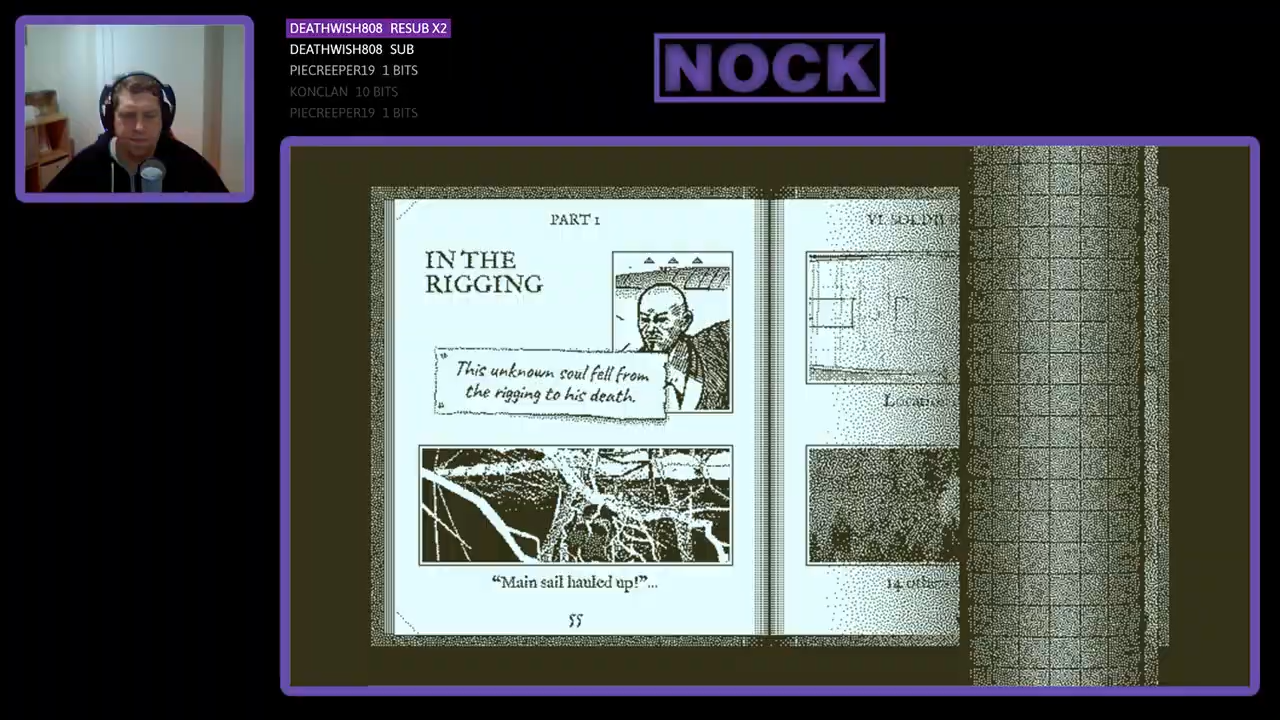 DEATHWISH808 RESUB X2
DEATHWISH808 SUB
PIECREEPER19 1 BITS
KONCLAN 10 BITS
PIECREEPER19 1 BITS
NOCK
PART 1
IN THE
RIGGING
"This unknown soul fell from
the rigging to his death."
“Main sail hauled up!”...
55
14